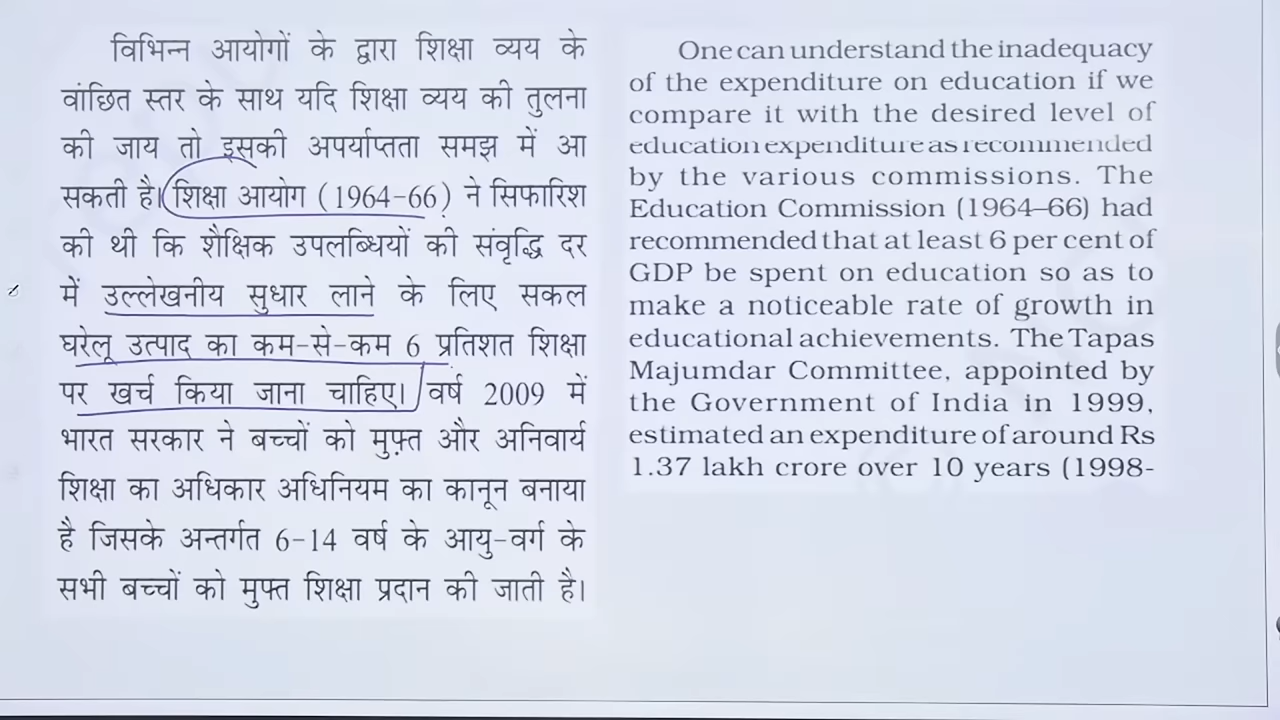 विभिन्न आयोगों के द्वारा शिक्षा व्यय के
वांछित स्तर के साथ यदि शिक्षा व्यय की तुलना
की जाय तो इसकी अपर्याप्तता समझ में आ
सकती है। शिक्षा आयोग (1964-66) ने सिफारिश
की थी कि शैक्षिक उपलब्धियों की संवृद्धि दर
में उल्लेखनीय सुधार लाने के लिए सकल
घरेलू उत्पाद का कम-से-कम 6 प्रतिशत शिक्षा
पर खर्च किया जाना चाहिए। वर्ष 2009 में
भारत सरकार ने बच्चों को मुफ़्त और अनिवार्य
शिक्षा का अधिकार अधिनियम का कानून बनाया
है जिसके अन्तर्गत 6-14 वर्ष के आयु-वर्ग के
सभी बच्चों को मुफ्त शिक्षा प्रदान की जाती है।
One can understand the inadequacy
of the expenditure on education if we
compare it with the desired level of
education expenditure as recommended
by the various commissions. The
Education Commission (1964–66) had
recommended that at least 6 per cent of
GDP be spent on education so as to
make a noticeable rate of growth in
educational achievements. The Tapas
Majumdar Committee, appointed by
the Government of India in 1999,
estimated an expenditure of around Rs
1.37 lakh crore over 10 years (1998-